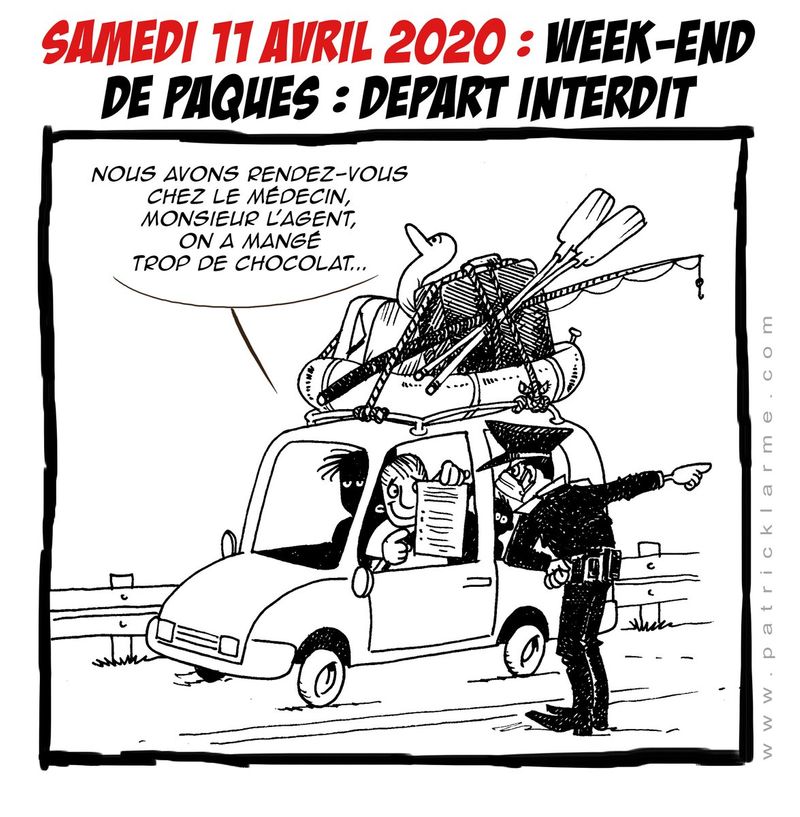 SAMEDI 11 AVRIL 2020 : WEEK-END
DE PAQUES : DEPART INTERDIT
NOUS AVONS RENDEZ-VOUS
CHEZ LE MÉDECIN,
MONSIEUR L'AGENT,
ON A MANGÉ
TROP DE CHOCOLAT...
www.patricklarme.com